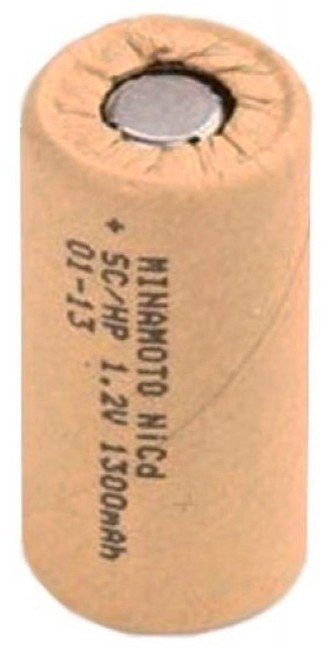 MINAMOTO NiCd
+ SC/HP 1.2V 1300mAh
01-13